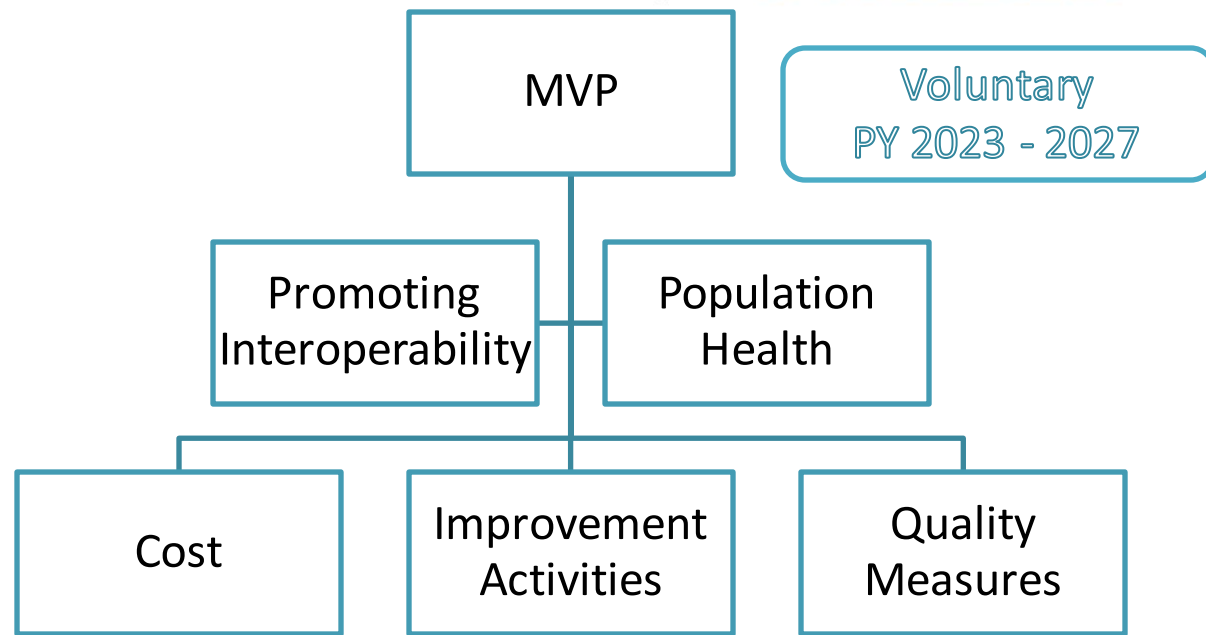 MVP
Voluntary
PY 2023 - 2027
Promoting
Interoperability
Population
Health
Cost
Improvement
Activities
Quality
Measures